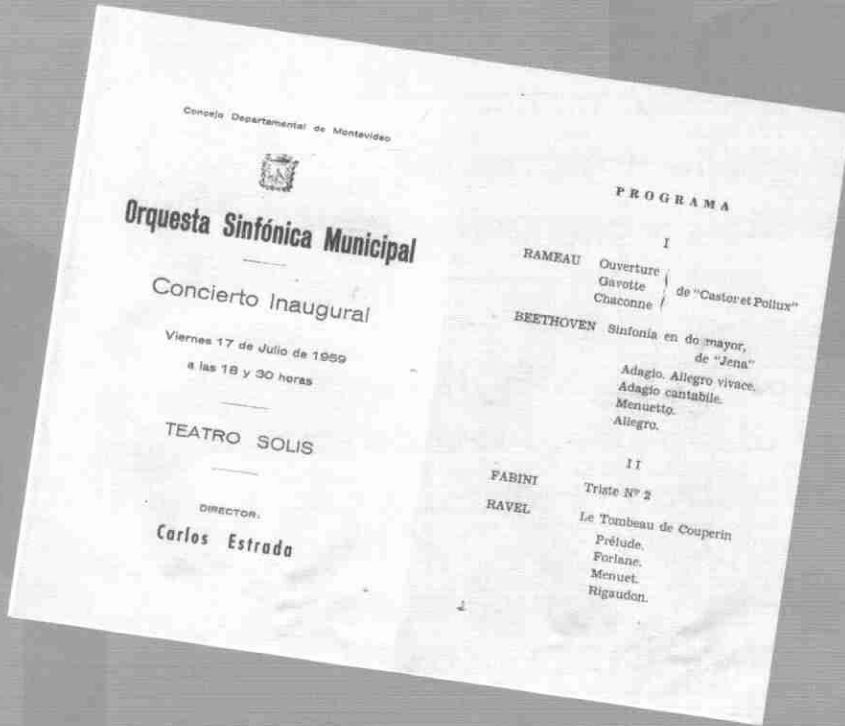 Concejo Departamental de Montevideo
Orquesta Sinfónica Municipal
Concierto Inaugural
Viernes 17 de Julio de 1959
a las 18 y 30 horas
TEATRO SOLIS
DIRECTOR.
Carlos Estrada
PROGRAMA
I
RAMEAU Ouverture
Gavotte
Chaconne
de "Castor et Pollux"
BEETHOVEN Sinfonía en do mayor,
de "Jena"
Adagio. Allegro vivace.
Adagio cantabile.
Menuetto.
Allegro.
II
FABINI Triste Nº 2
RAVEL Le Tombeau de Couperin
Prélude.
Forlane.
Menuet.
Rigaudon.